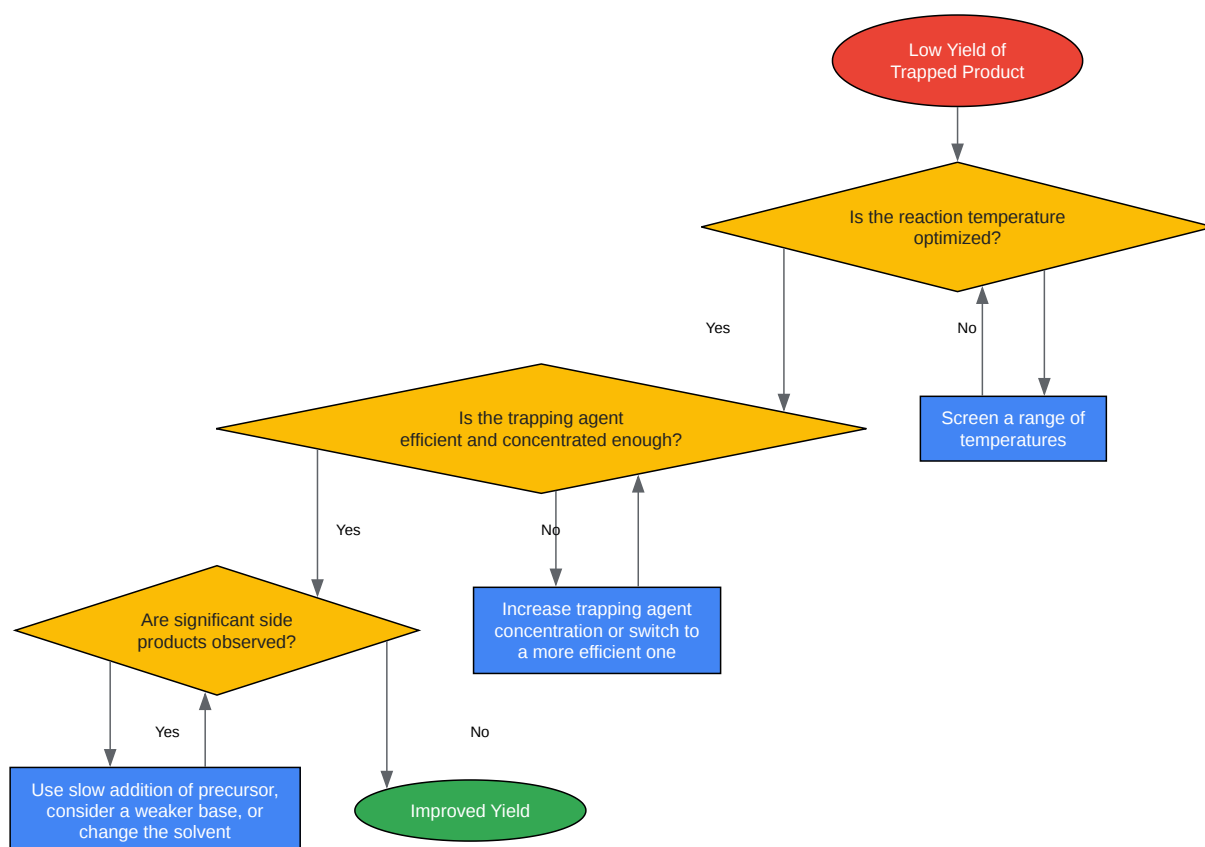 Low Yield of
Trapped Product
Is the reaction temperature
optimized?
Yes
No
Is the trapping agent
efficient and concentrated enough?
Screen a range of
temperatures
Yes
No
Are significant side
products observed?
Increase trapping agent
concentration or switch to
a more efficient one
Yes
No
Use slow addition of precursor,
consider a weaker base, or
change the solvent
Improved Yield